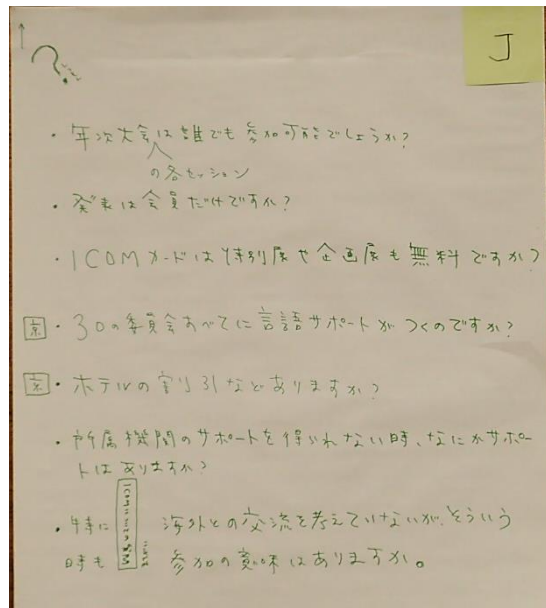 J
?
・年次大会は誰でも参加可能でしょうか?
の各セッション
・発表は会員だけですか?
・ICOMカードは特別展や企画展も無料ですか?
京・30の委員会すべてに言語サポートがつくのですか?
京・ホテルの割引などありますか?
・所属機関のサポートを得られない時、なにかサポー
トはありますか?
・特に 海外との交流を考えていないが、そういう
時も 参加の意味はありますか。